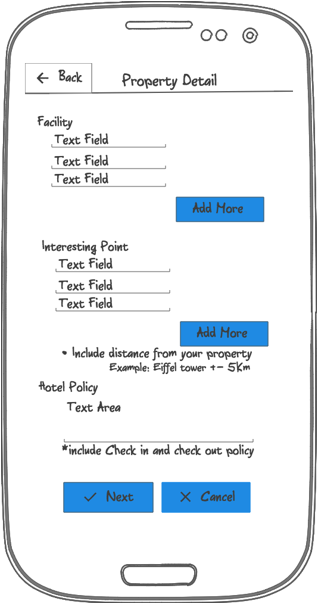 Back
Property Detail
Facility
Text Field
Text Field
Text Field
Add More
Interesting Point
Text Field
Text Field
Text Field
Add More
* Include distance from your property
Example: Eiffel tower +- 5Km
Hotel Policy
Text Area
*include Check in and check out policy
Next
Cancel